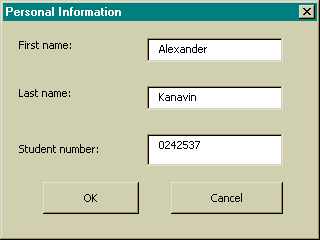 Personal Information
First name: Alexander
Last name: Kanavin
Student number: 0242537
OK Cancel